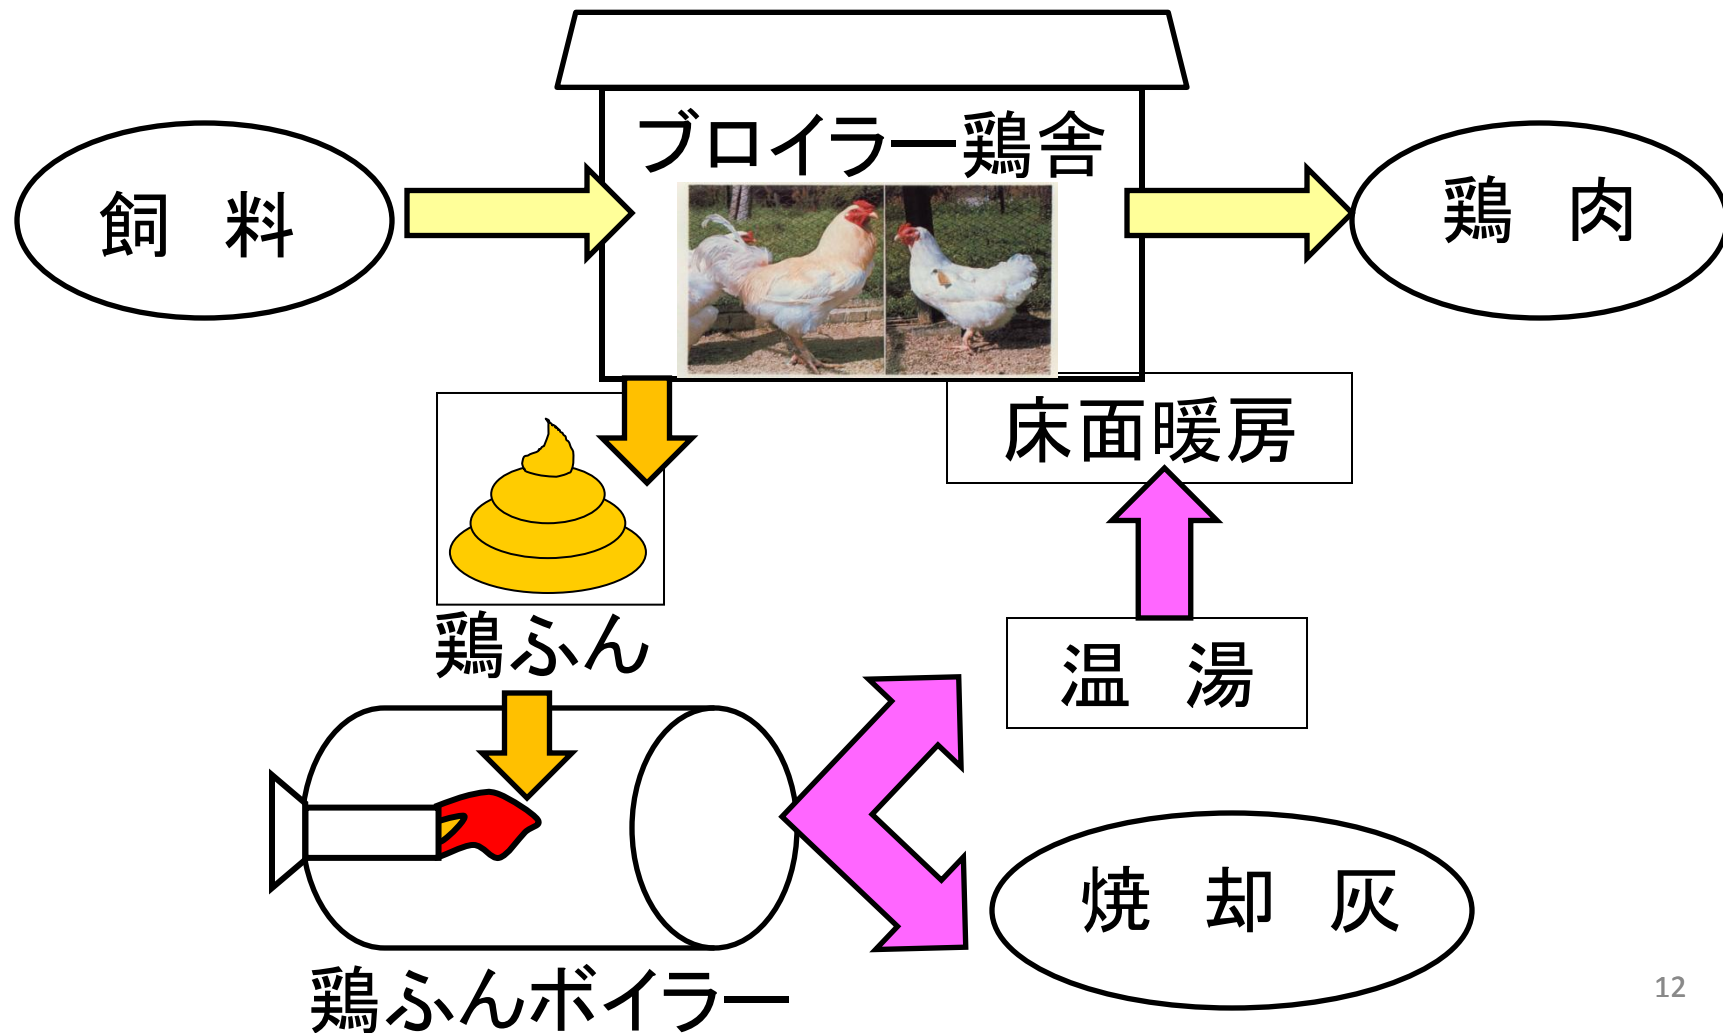 ブロイラー鶏舎
飼　料
鶏　肉
床面暖房
鶏ふん
温　湯
焼　却　灰
鶏ふんボイラー
12